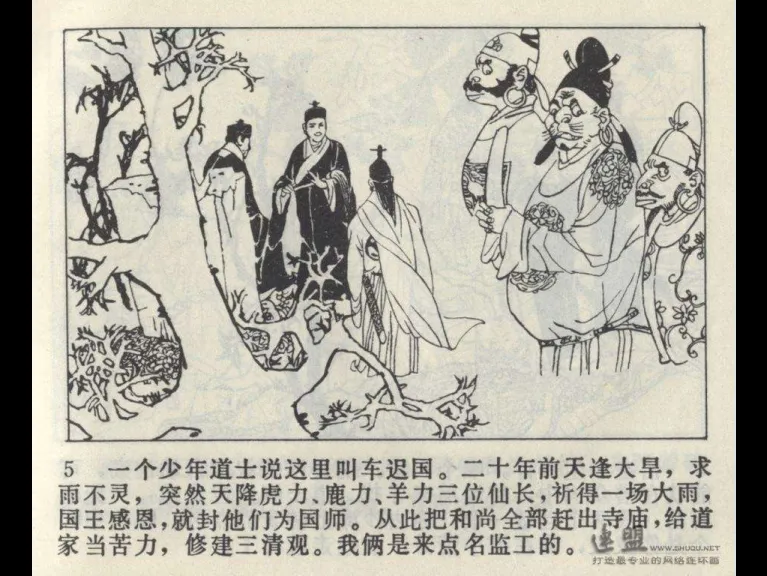 5 一个少年道士说这里叫车迟国。二十年前天逢大旱，求
雨不灵，突然天降虎力、鹿力、羊力三位仙长，祈得一场大雨，
国王感恩，就封他们为国师。从此把和尚全部赶出寺庙，给道
家当苦力，修建三清观。我俩是来点名监工的。
连盟 WWW.SHUQU.NET
打造最专业的网络连环画